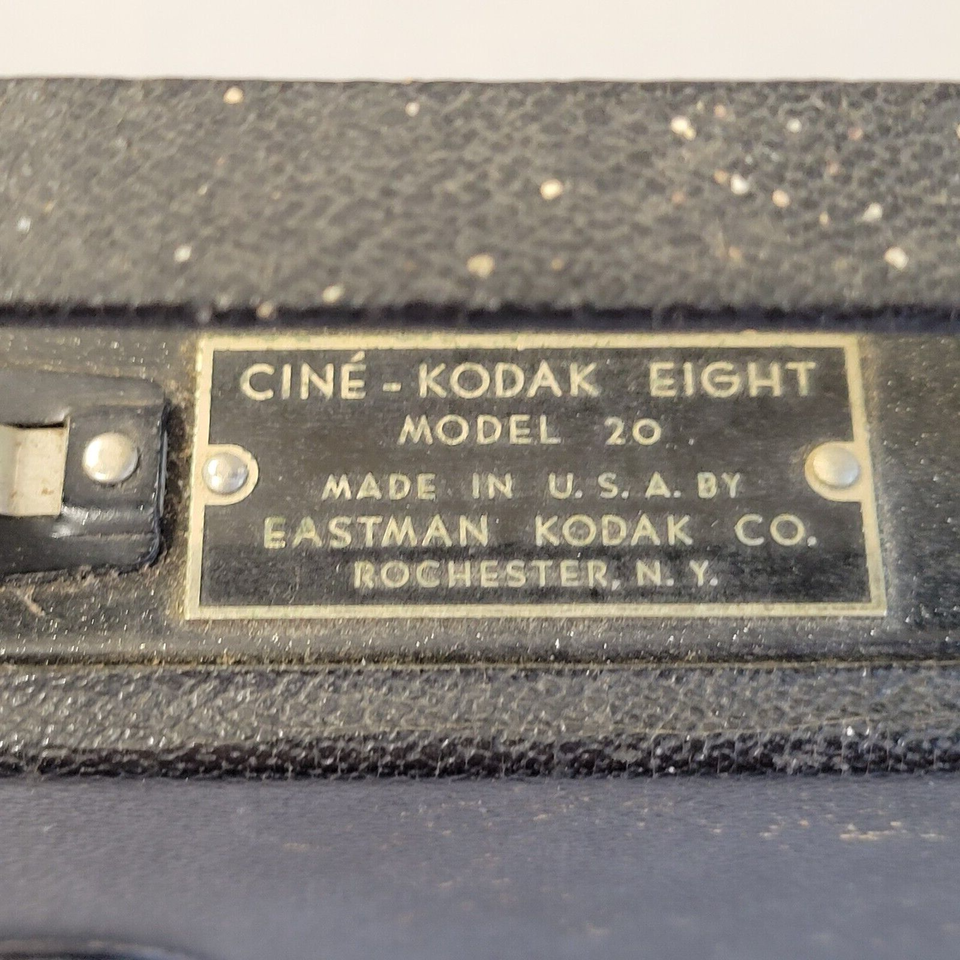 CINÉ - KODAK EIGHT
MODEL 20
MADE IN U. S. A. BY
EASTMAN KODAK CO.
ROCHESTER, N. Y.